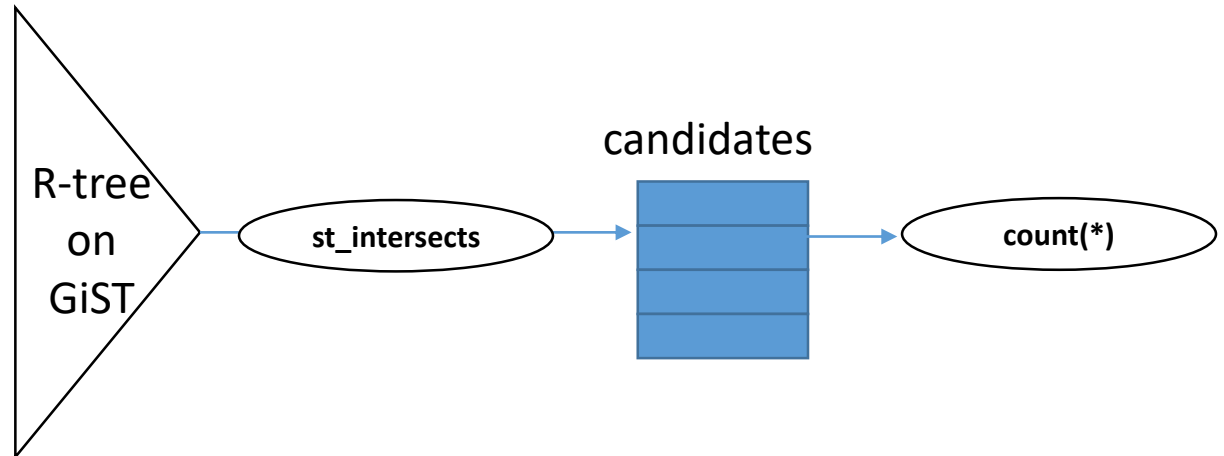 R-tree
on
GiST
st_intersects
candidates
count(*)